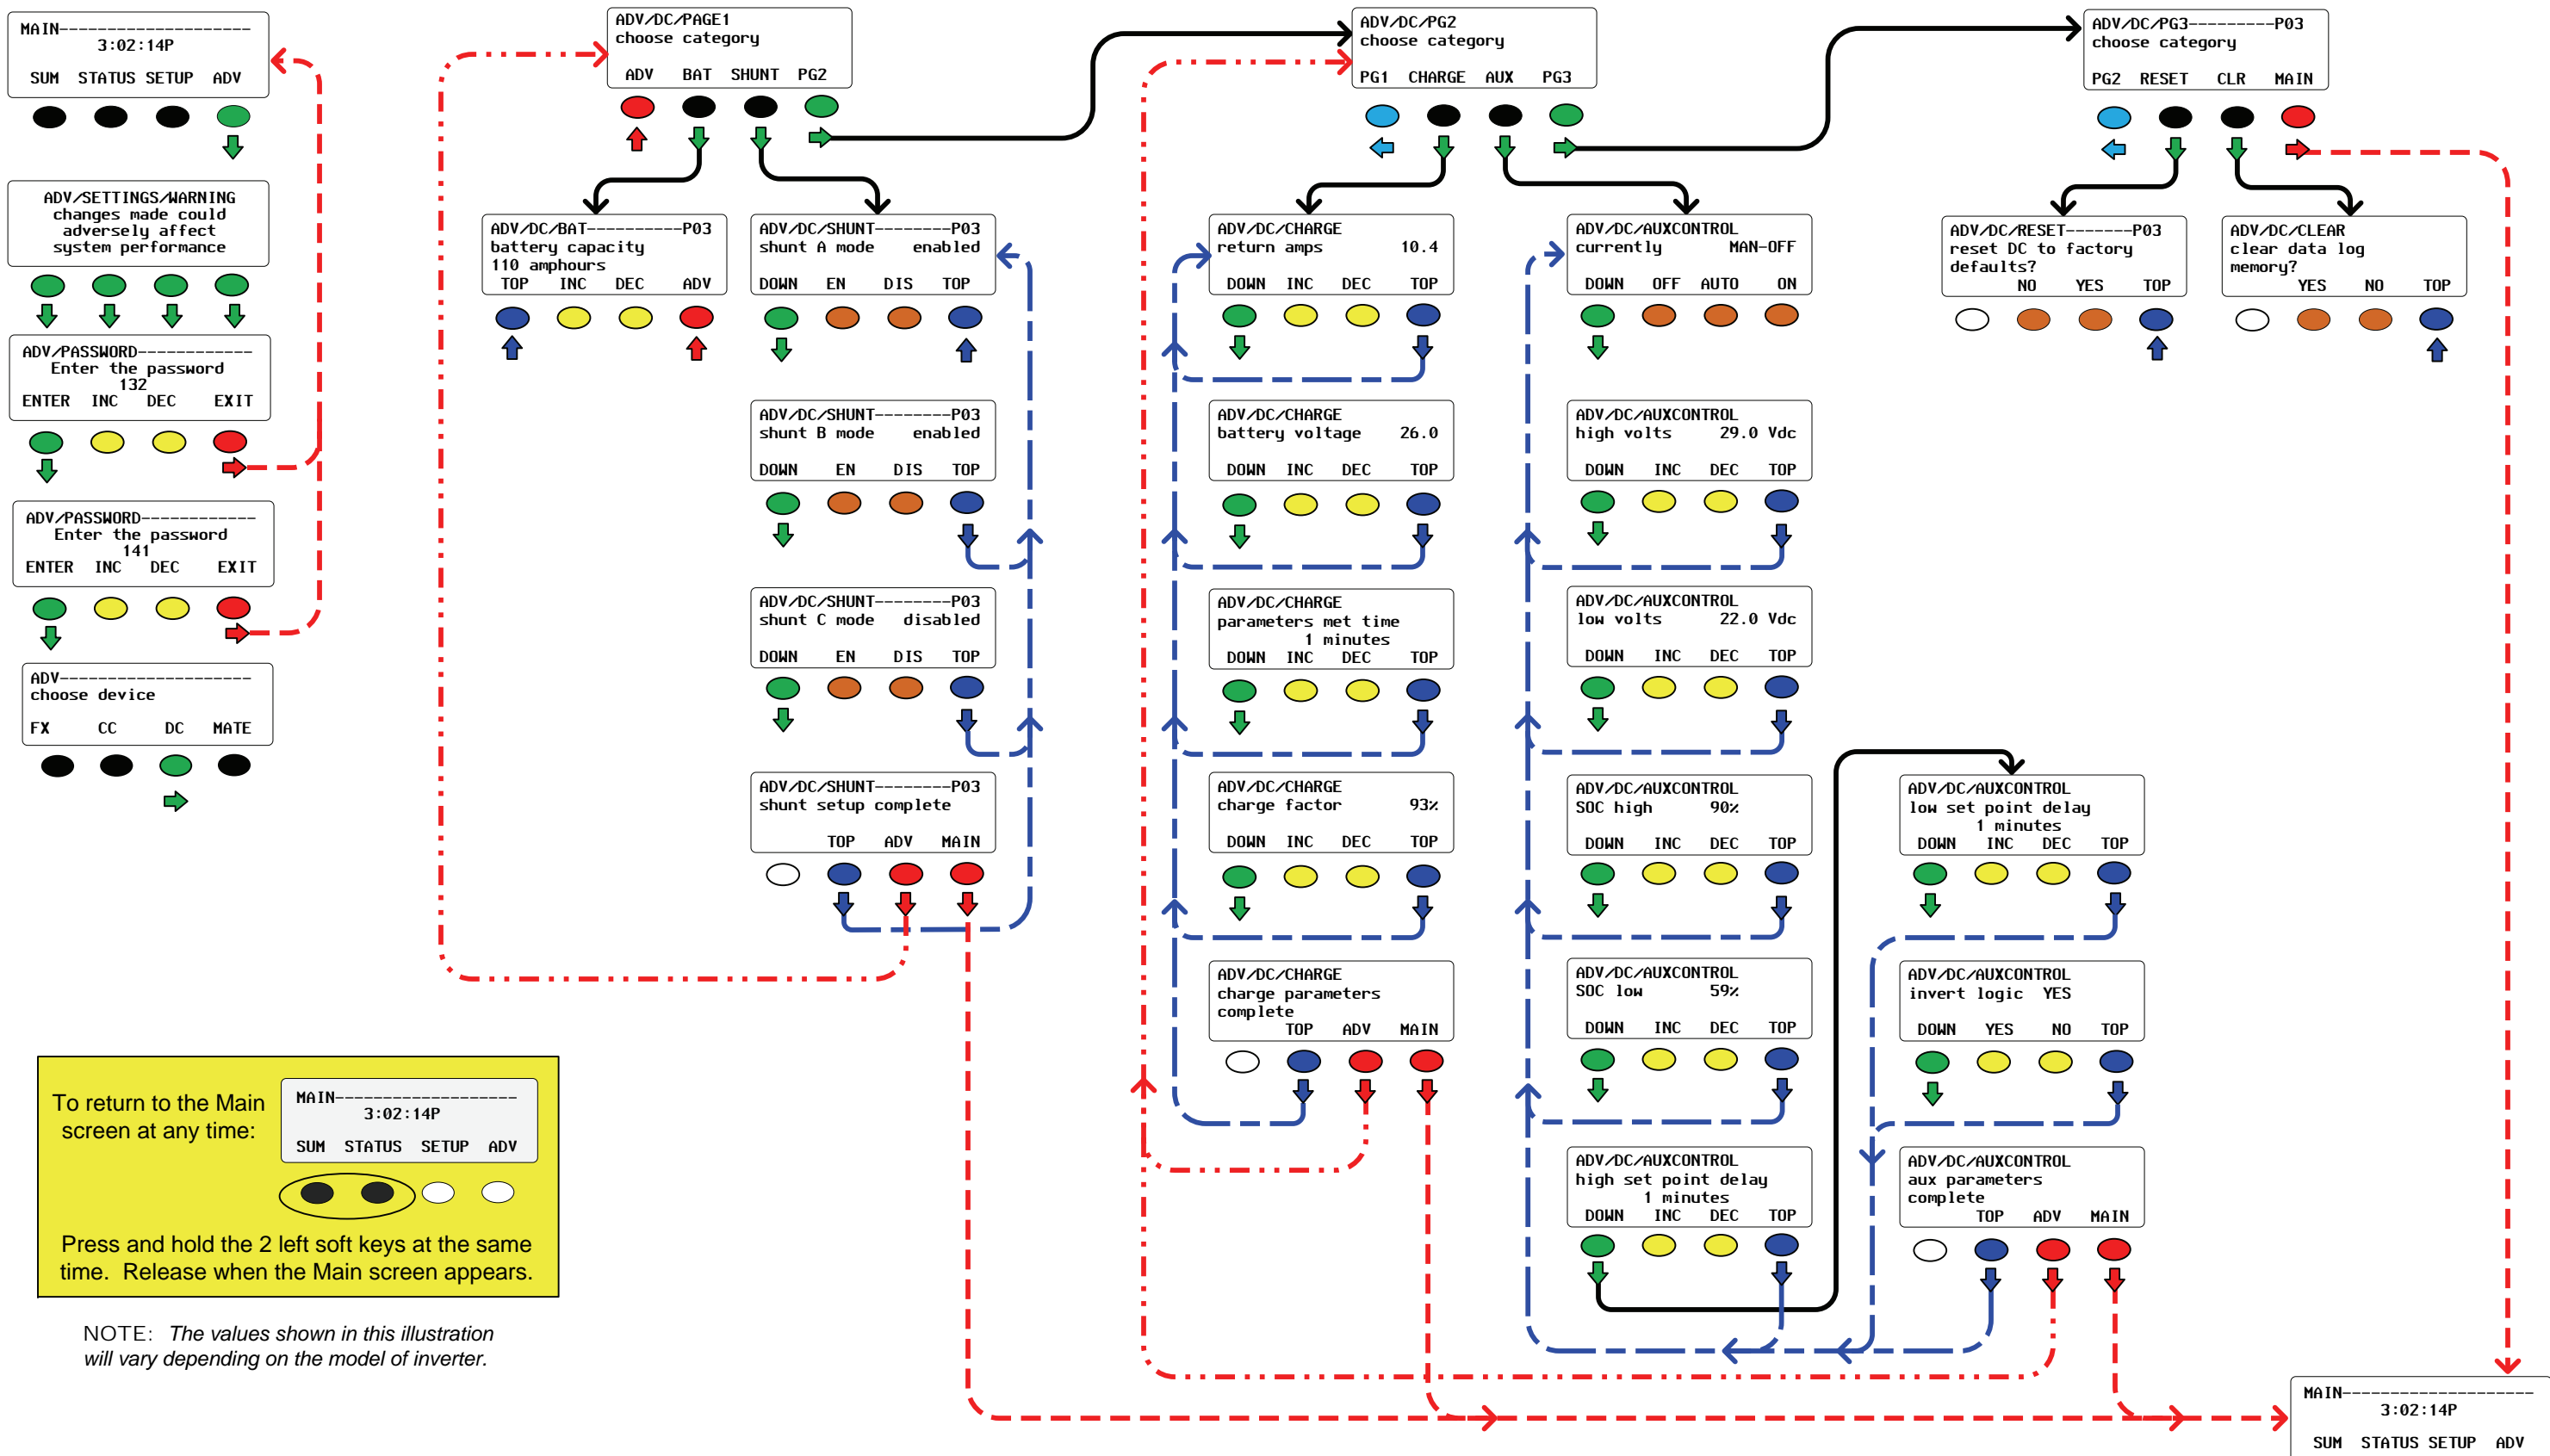 MAIN--------------------
3:02:14P
SUM STATUS SETUP ADV
ADV/SETTINGS/WARNING
changes made could
adversely affect
system performance
ADV/PASSWORD------------
Enter the password
132
ENTER INC DEC EXIT
ADV/PASSWORD------------
Enter the password
141
ENTER INC DEC EXIT
ADV--------------------
choose device
FX CC DC MATE
ADV/DC/PAGE1
choose category
ADV BAT SHUNT PG2
ADV/DC/BAT----------P03
battery capacity
110 amphours
TOP INC DEC ADV
ADV/DC/SHUNT--------P03
shunt A mode enabled
DOWN EN DIS TOP
ADV/DC/SHUNT--------P03
shunt B mode enabled
DOWN EN DIS TOP
ADV/DC/SHUNT--------P03
shunt C mode disabled
DOWN EN DIS TOP
ADV/DC/SHUNT--------P03
shunt setup complete
TOP ADV MAIN
ADV/DC/PG2
choose category
PG1 CHARGE AUX PG3
ADV/DC/CHARGE
return amps 10.4
DOWN INC DEC TOP
ADV/DC/CHARGE
battery voltage 26.0
DOWN INC DEC TOP
ADV/DC/CHARGE
parameters met time
1 minutes
DOWN INC DEC TOP
ADV/DC/CHARGE
charge factor 93%
DOWN INC DEC TOP
ADV/DC/CHARGE
charge parameters
complete
TOP ADV MAIN
ADV/DC/AUXCONTROL
currently MAN-OFF
DOWN OFF AUTO ON
ADV/DC/AUXCONTROL
high volts 29.0 Vdc
DOWN INC DEC TOP
ADV/DC/AUXCONTROL
low volts 22.0 Vdc
DOWN INC DEC TOP
ADV/DC/AUXCONTROL
SOC high 90%
DOWN INC DEC TOP
ADV/DC/AUXCONTROL
SOC low 59%
DOWN INC DEC TOP
ADV/DC/AUXCONTROL
high set point delay
1 minutes
DOWN INC DEC TOP
ADV/DC/AUXCONTROL
low set point delay
1 minutes
DOWN INC DEC TOP
ADV/DC/AUXCONTROL
invert logic YES
DOWN YES NO TOP
ADV/DC/AUXCONTROL
aux parameters
complete
TOP ADV MAIN
ADV/DC/PG3---------P03
choose category
PG2 RESET CLR MAIN
ADV/DC/RESET-------P03
reset DC to factory
defaults?
NO YES TOP
ADV/DC/CLEAR
clear data log
memory?
YES NO TOP
To return to the Main
screen at any time:
MAIN-------------------
3:02:14P
SUM STATUS SETUP ADV
Press and hold the 2 left soft keys at the same
time. Release when the Main screen appears.
NOTE: The values shown in this illustration
will vary depending on the model of inverter.
MAIN--------------------
3:02:14P
SUM STATUS SETUP ADV